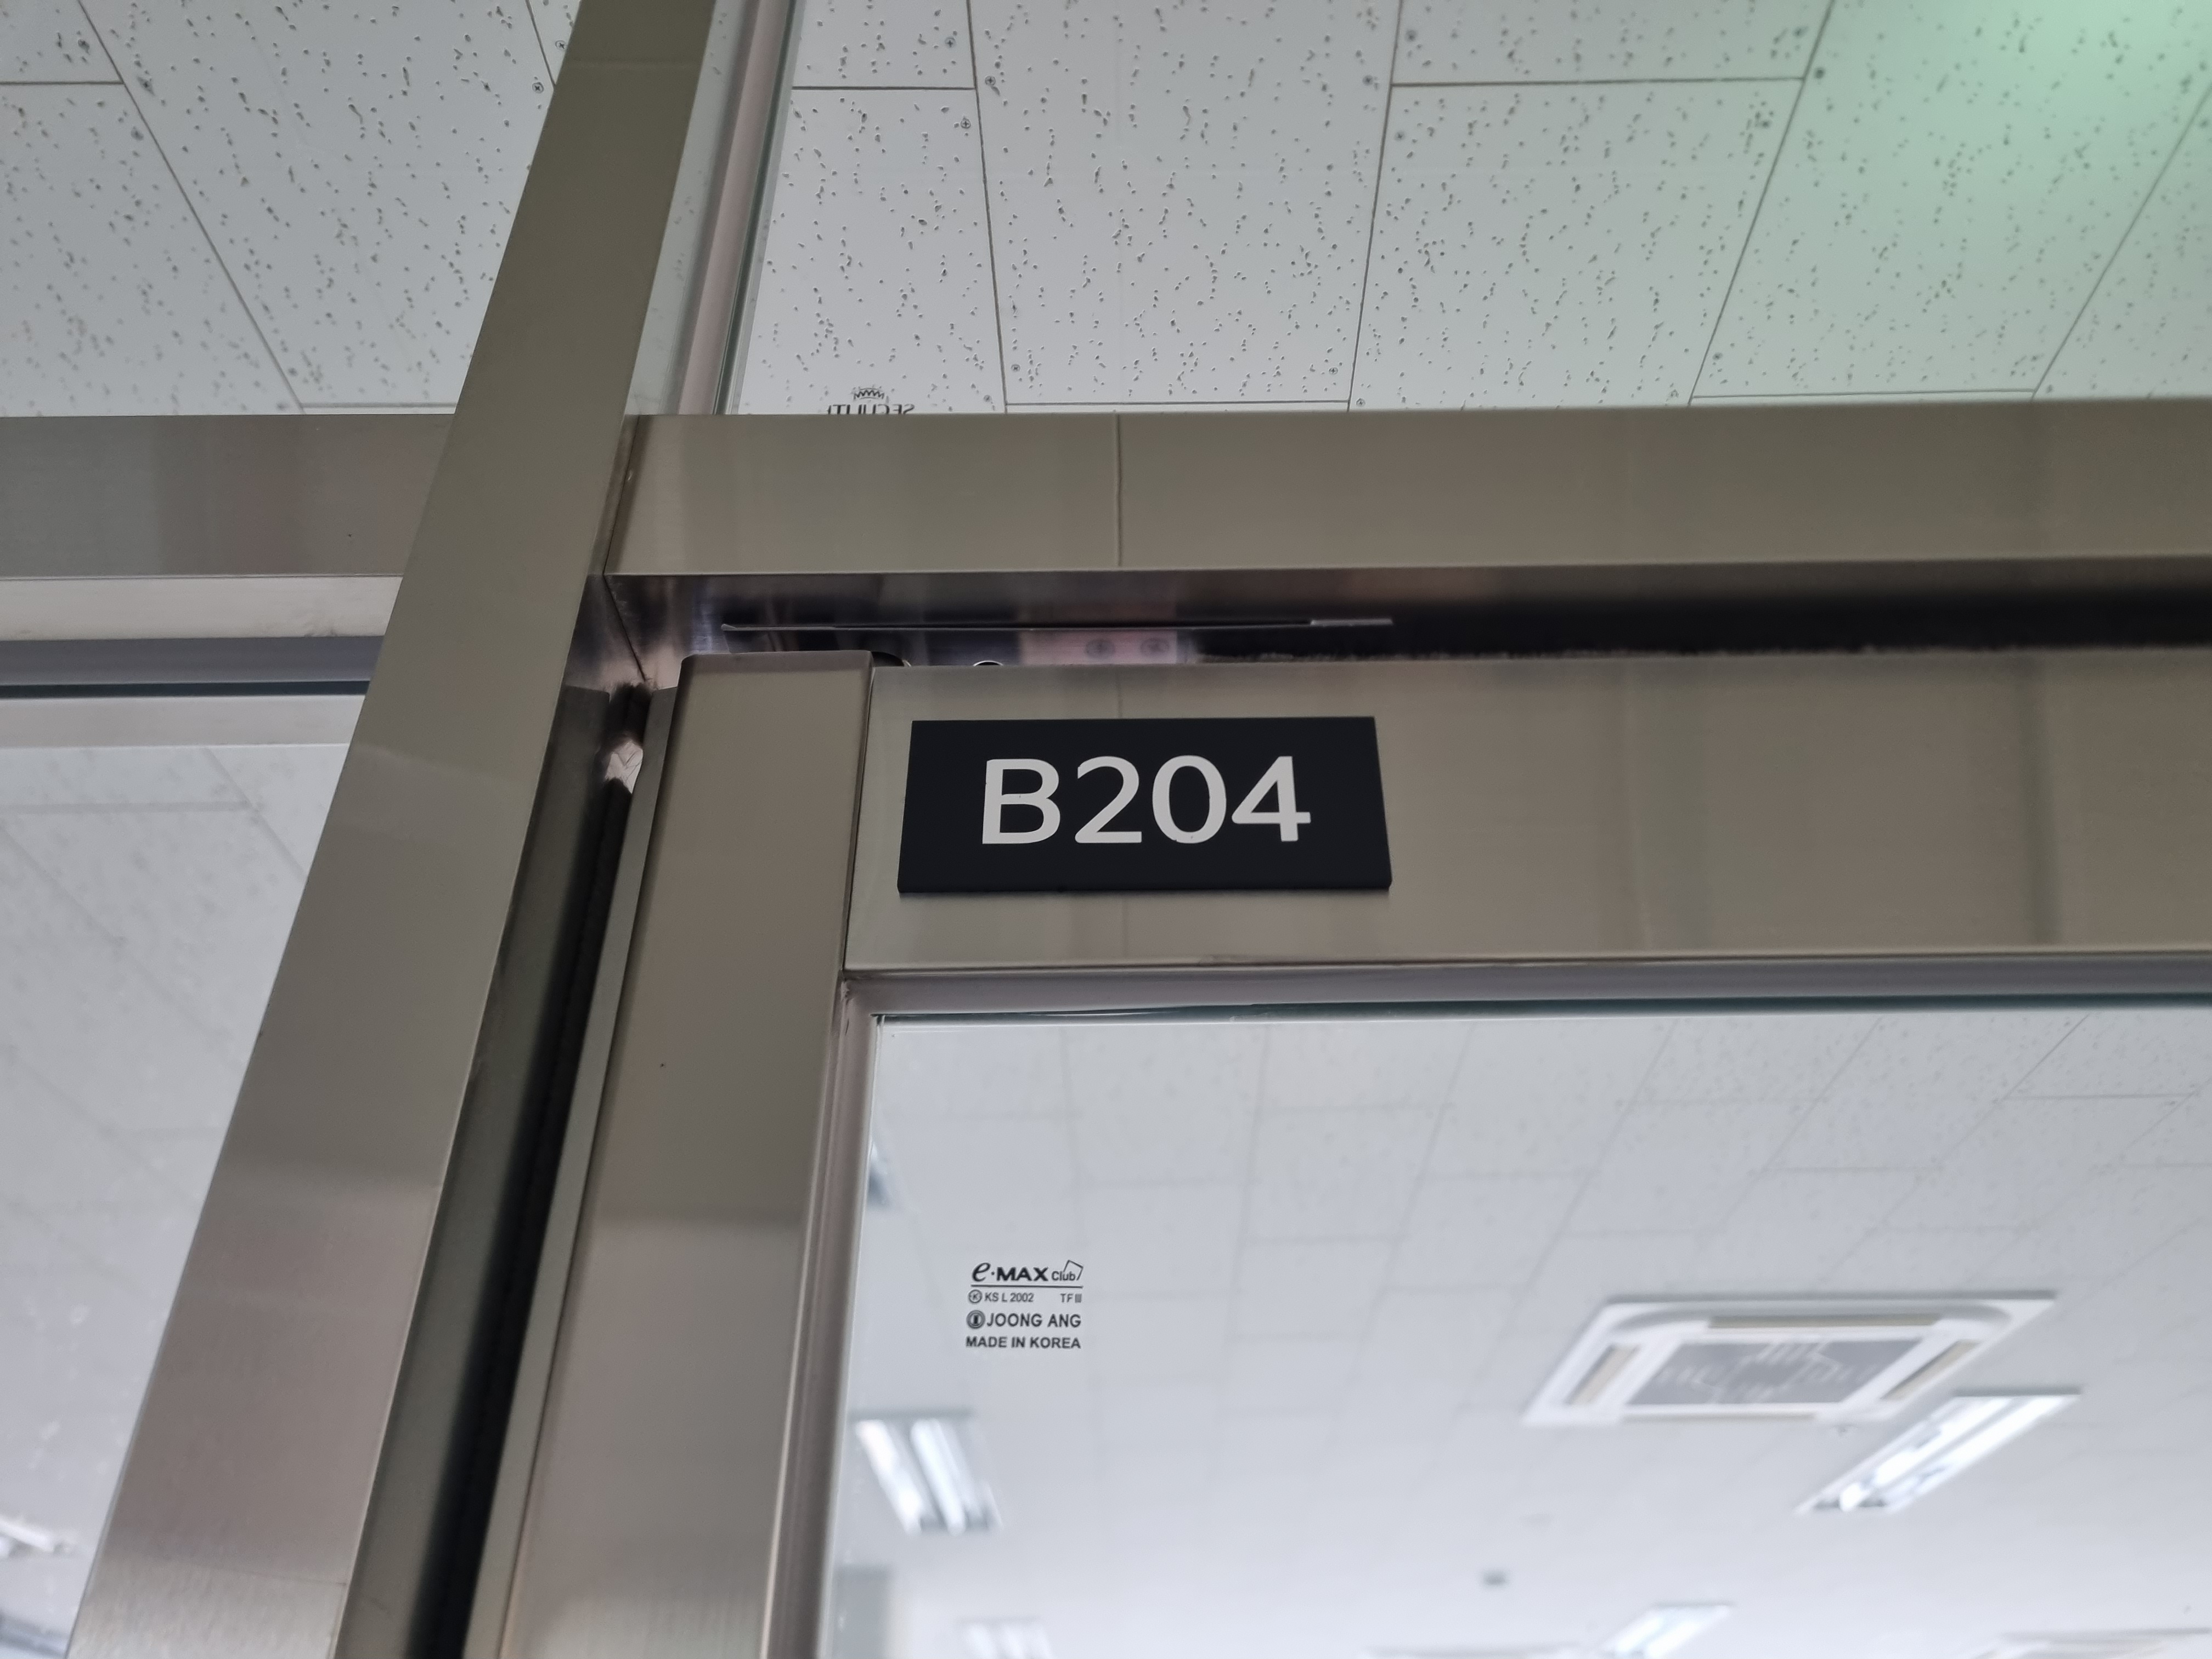 B204
e·MAX Club
KS L 2002 TF III
JOONG ANG
MADE IN KOREA